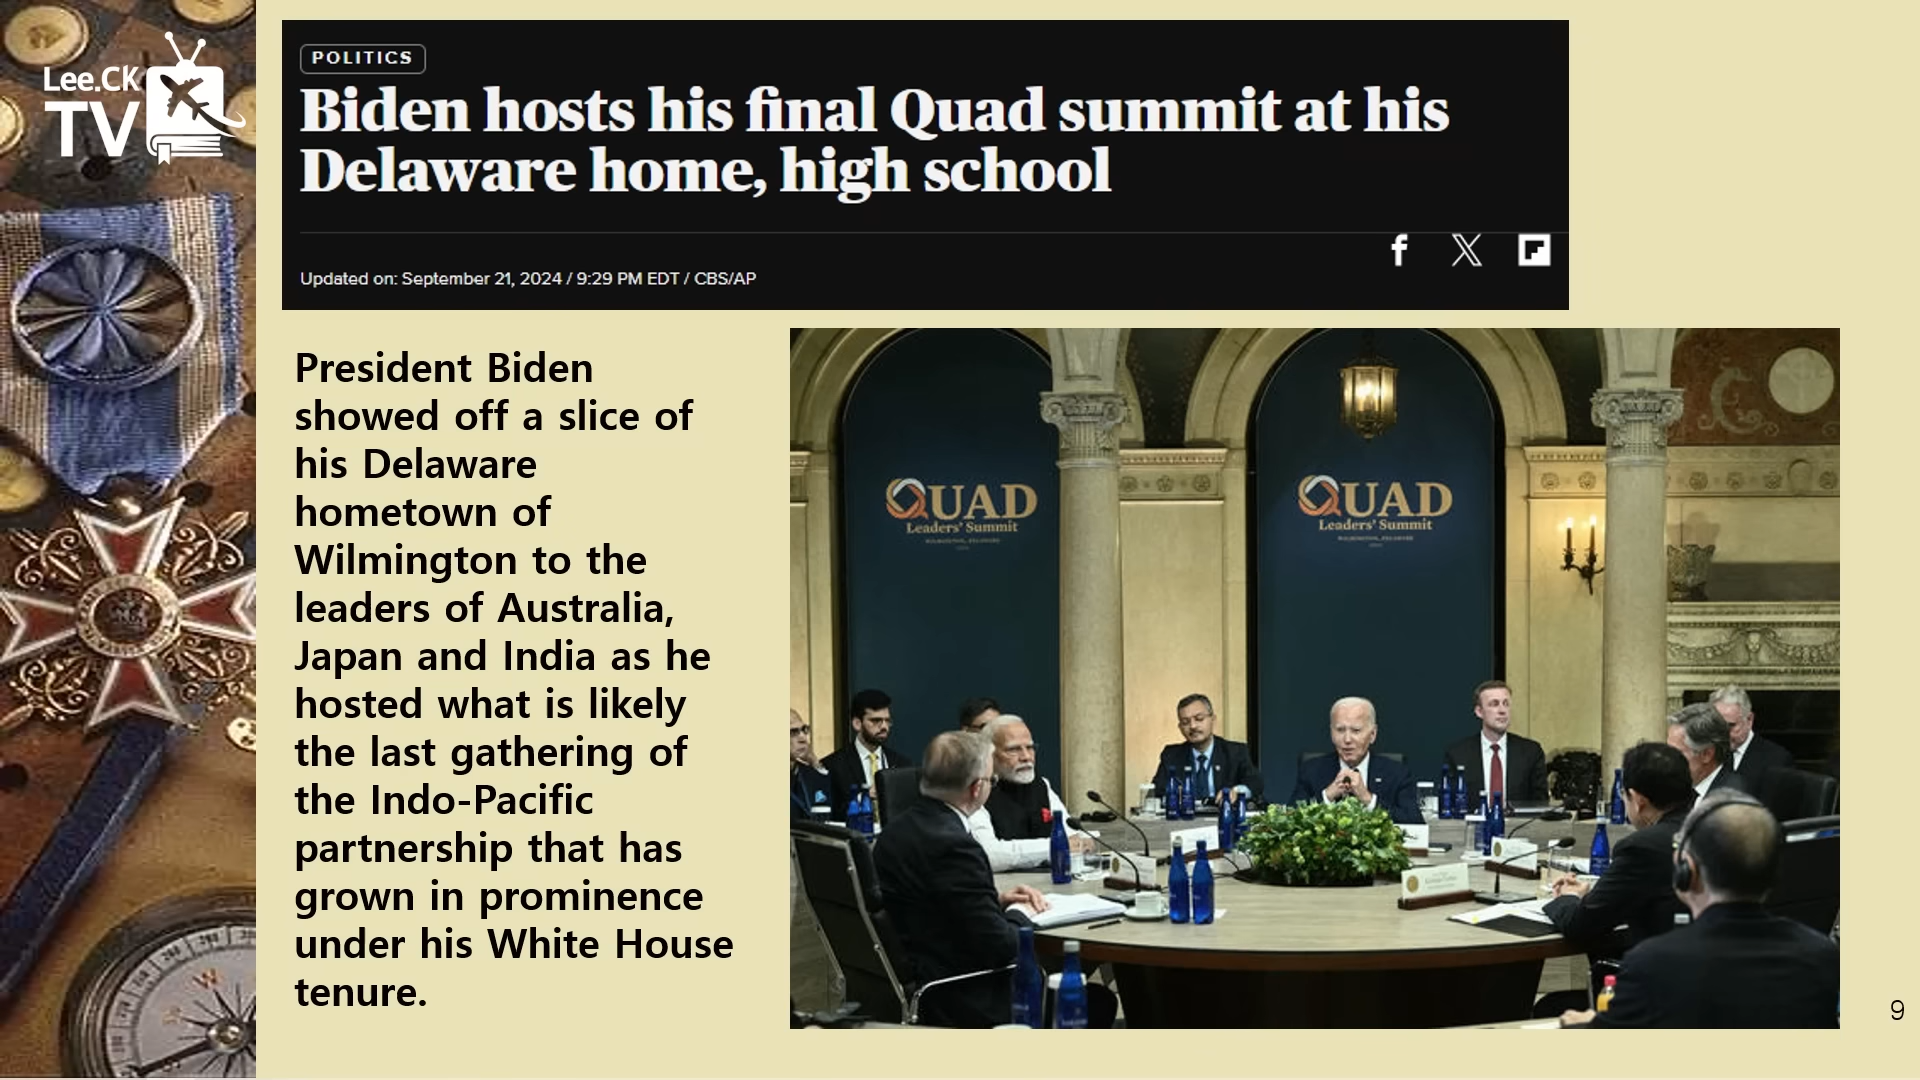 Lee.CK
TV
POLITICS
Biden hosts his final Quad summit at his
Delaware home, high school
Updated on: September 21, 2024 / 9:29 PM EDT / CBS/AP
President Biden
showed off a slice of
his Delaware
hometown of
Wilmington to the
leaders of Australia,
Japan and India as he
hosted what is likely
the last gathering of
the Indo-Pacific
partnership that has
grown in prominence
under his White House
tenure.
QUAD
Leaders' Summit
WILMINGTON, DELAWARE
QUAD
Leaders' Summit
WILMINGTON, DELAWARE
W
9